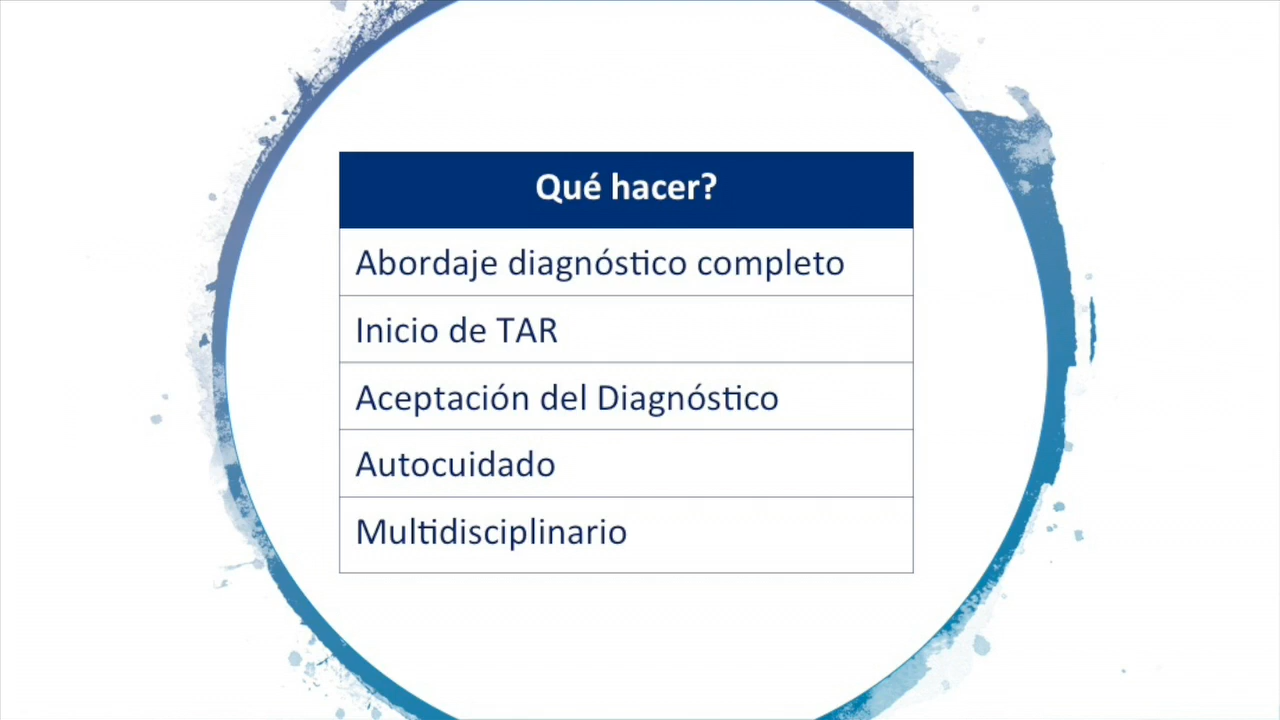 Qué hacer?
Abordaje diagnóstico completo
Inicio de TAR
Aceptación del Diagnóstico
Autocuidado
Multidisciplinario